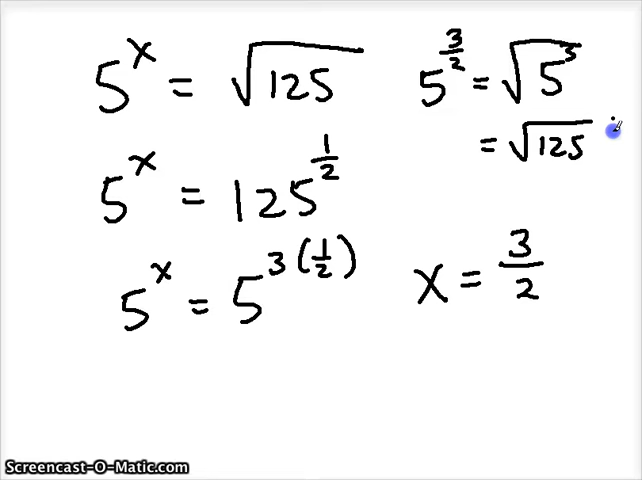 5^x = √125
5^x = 125^(1/2)
5^x = 5^(3(1/2))
5^(3/2) = √5^3
= √125
x = 3/2
Screencast-O-Matic.com